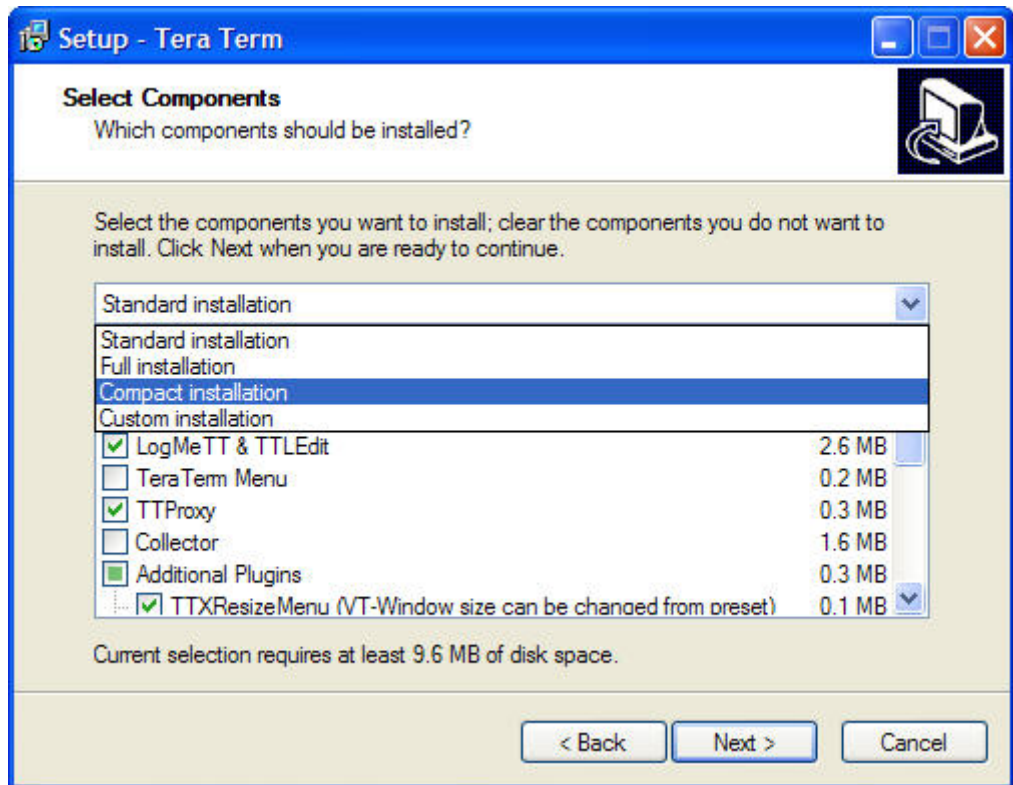 Setup - Tera Term
Select Components
Which components should be installed?
Select the components you want to install; clear the components you do not want to
install. Click Next when you are ready to continue.
Standard installation
Standard installation
Full installation
Compact installation
Custom installation
LogMeTT & TTLEdit 2.6 MB
TeraTerm Menu 0.2 MB
TTProxy 0.3 MB
Collector 1.6 MB
Additional Plugins 0.3 MB
TTXResizeMenu (VT-Window size can be changed from preset) 0.1 MB
Current selection requires at least 9.6 MB of disk space.
< Back Next > Cancel